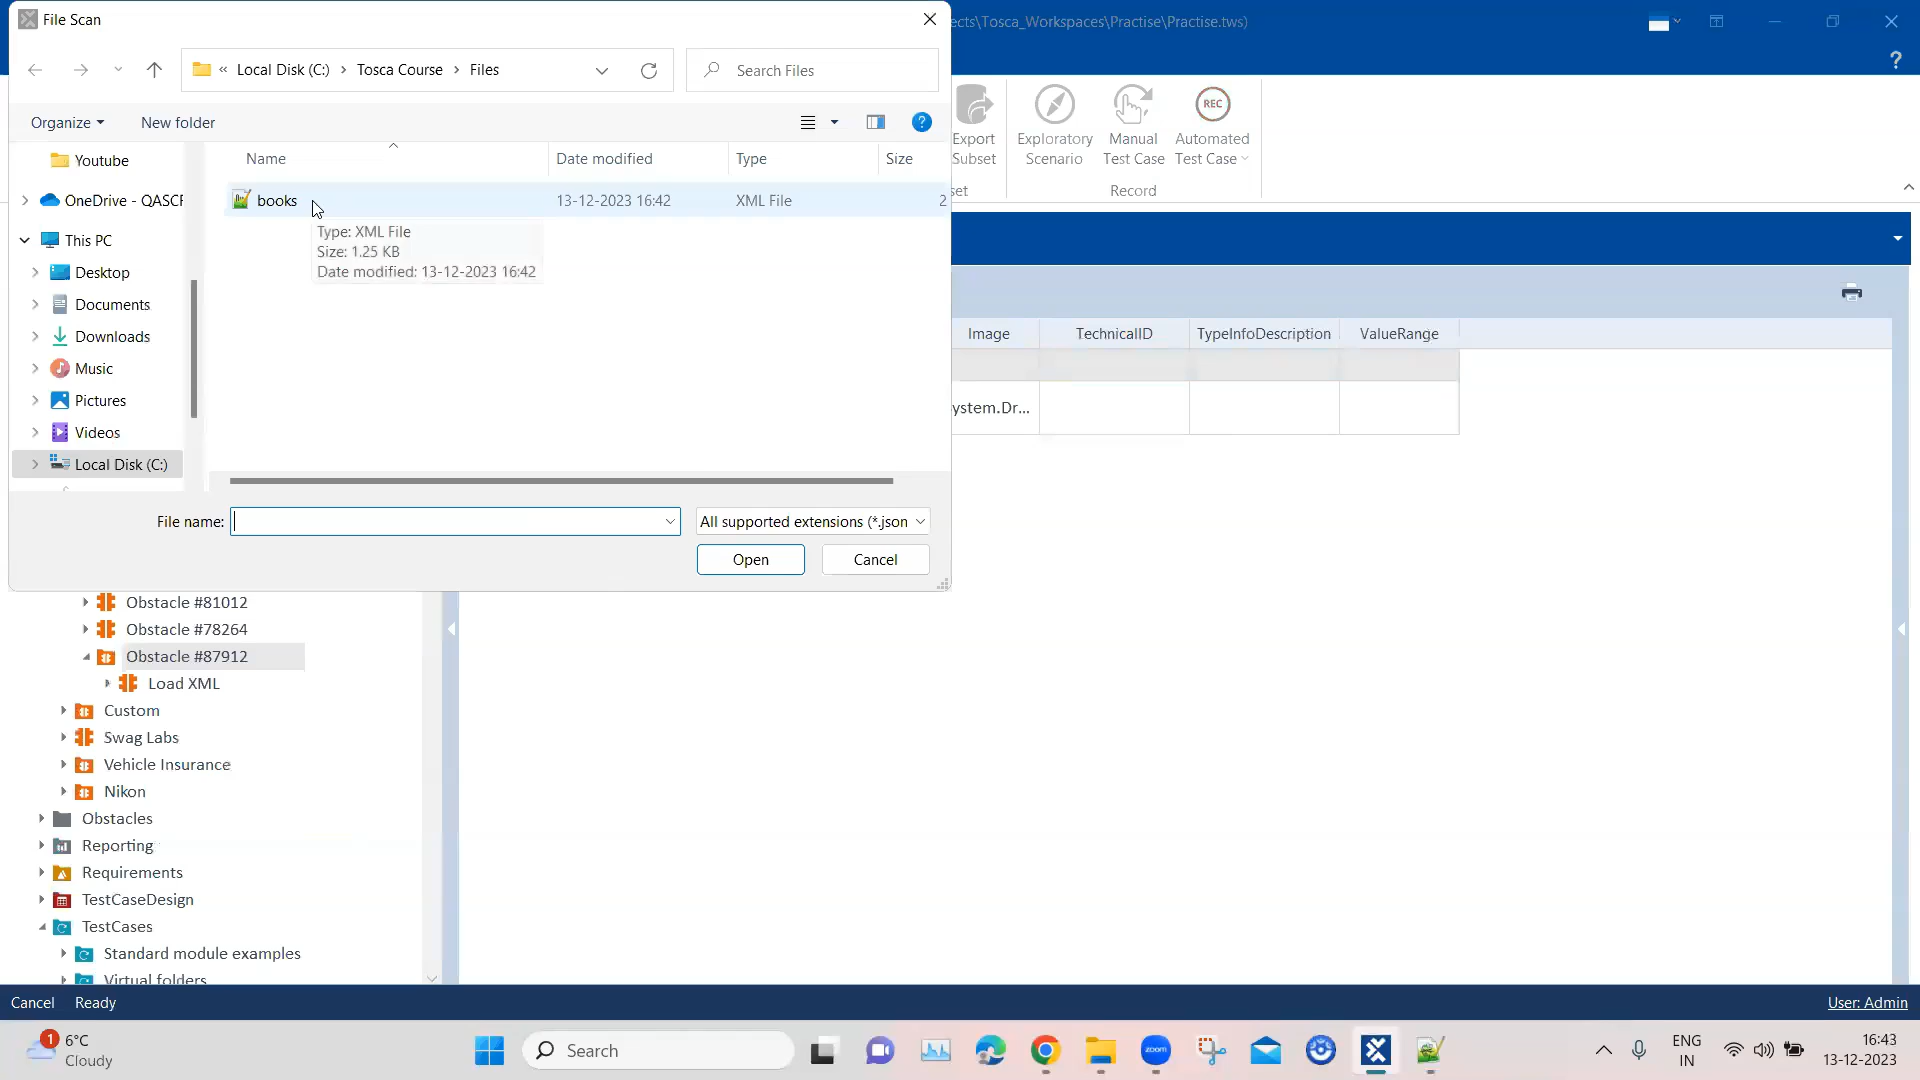 File Scan
ects\Tosca_Workspaces\Practise\Practise.tws)
« Local Disk (C:) › Tosca Course › Files
Search Files
Organize
New folder
Export
Subset
Exploratory
Scenario
Manual
Test Case
REC
Automated
Test Case
Record
Name
Date modified
Type
Size
Youtube
OneDrive - QASCF
This PC
Desktop
Documents
Downloads
Music
Pictures
Videos
Local Disk (C:)
books
13-12-2023 16:42
XML File
2
Type: XML File
Size: 1.25 KB
Date modified: 13-12-2023 16:42
File name:
All supported extensions (*.json
Open
Cancel
Image
TechnicalID
TypeInfoDescription
ValueRange
ystem.Dr...
Obstacle #81012
Obstacle #78264
Obstacle #87912
Load XML
Custom
Swag Labs
Vehicle Insurance
Nikon
Obstacles
Reporting
Requirements
TestCaseDesign
TestCases
Standard module examples
Virtual folders
Cancel
Ready
User: Admin
1
6°C
Cloudy
Search
zoom
ENG
IN
16:43
13-12-2023